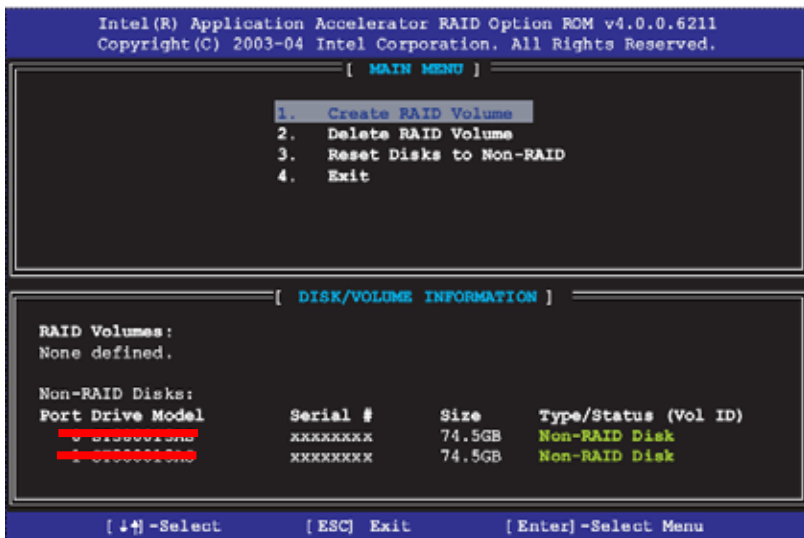 Intel(R) Application Accelerator RAID Option ROM v4.0.0.6211
Copyright(C) 2003-04 Intel Corporation. All Rights Reserved.
[ MAIN MENU ]
1. Create RAID Volume
2. Delete RAID Volume
3. Reset Disks to Non-RAID
4. Exit
[ DISK/VOLUME INFORMATION ]
RAID Volumes:
None defined.
Non-RAID Disks:
Port Drive Model Serial # Size Type/Status (Vol ID)
xxxxxxxx 74.5GB Non-RAID Disk
xxxxxxxx 74.5GB Non-RAID Disk
[↓↑]-Select [ESC] Exit [Enter]-Select Menu